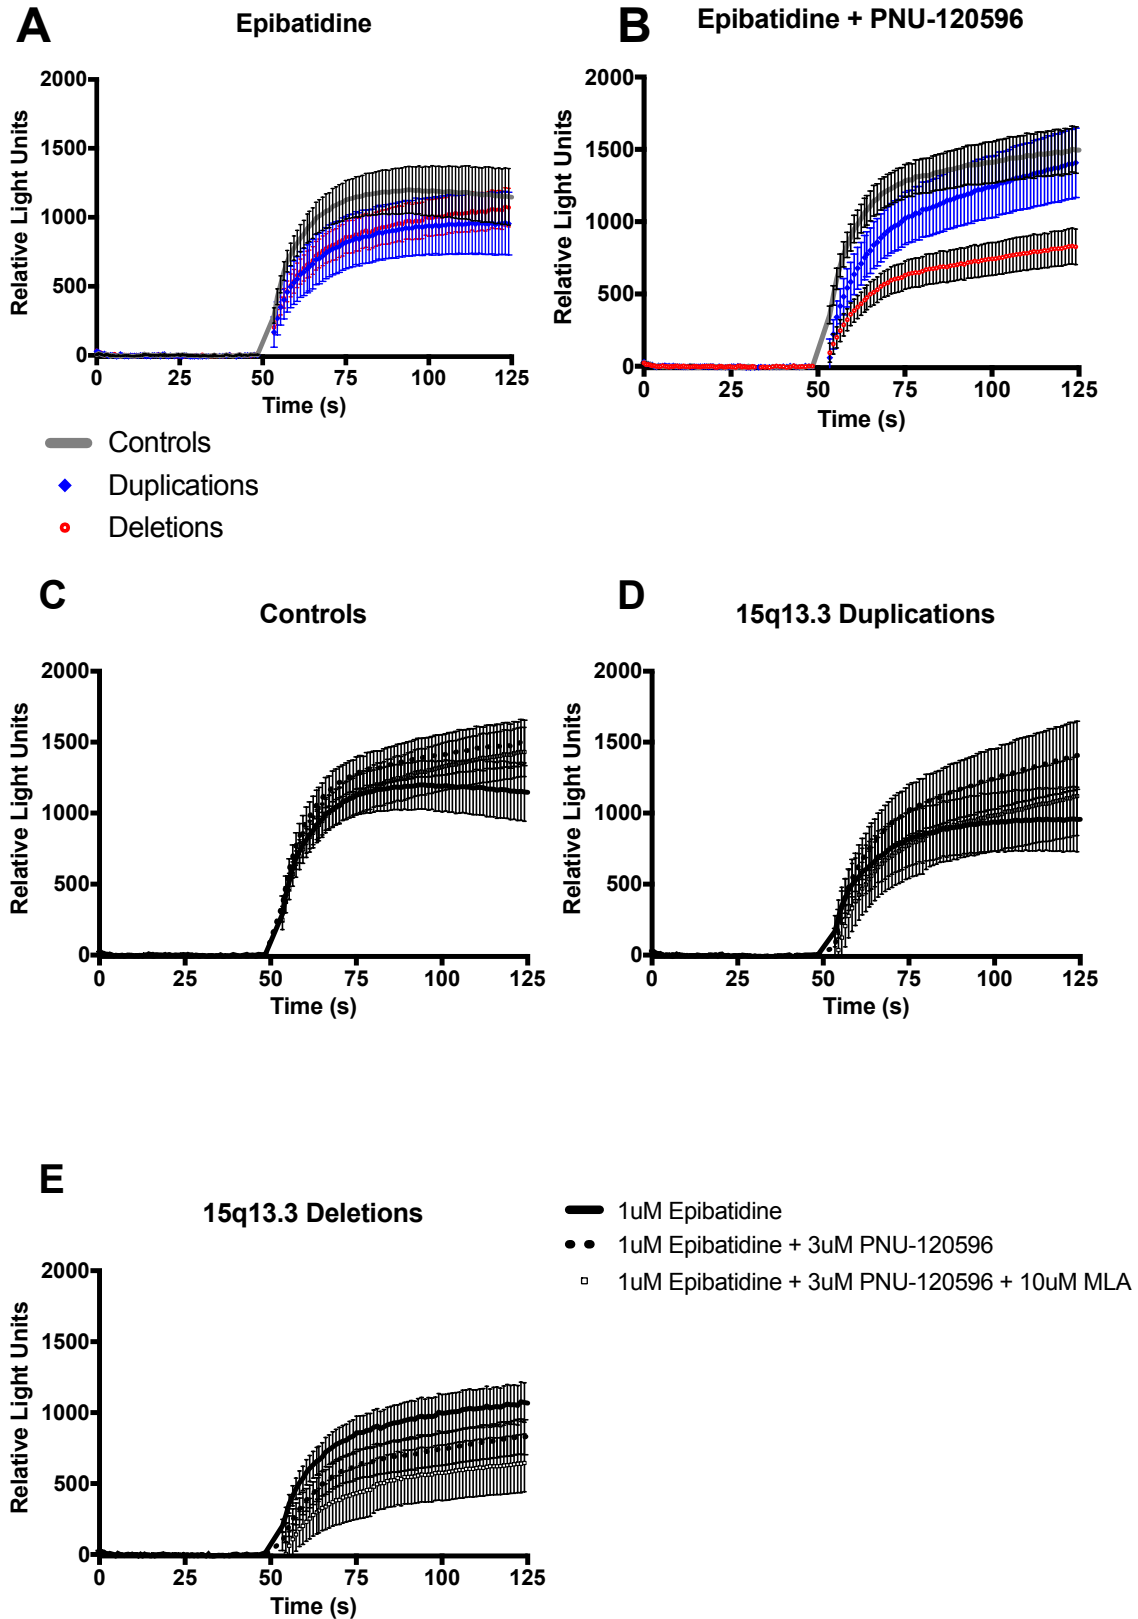 A
Epibatidine
Relative Light Units
2000
1500
1000
500
0
0 25 50 75 100 125
Time (s)
B
Epibatidine + PNU-120596
Relative Light Units
2000
1500
1000
500
0
0 25 50 75 100 125
Time (s)
Controls
Duplications
Deletions
C
Controls
Relative Light Units
2000
1500
1000
500
0
0 25 50 75 100 125
Time (s)
D
15q13.3 Duplications
Relative Light Units
2000
1500
1000
500
0
0 25 50 75 100 125
Time (s)
E
15q13.3 Deletions
Relative Light Units
2000
1500
1000
500
0
0 25 50 75 100 125
Time (s)
1uM Epibatidine
1uM Epibatidine + 3uM PNU-120596
1uM Epibatidine + 3uM PNU-120596 + 10uM MLA